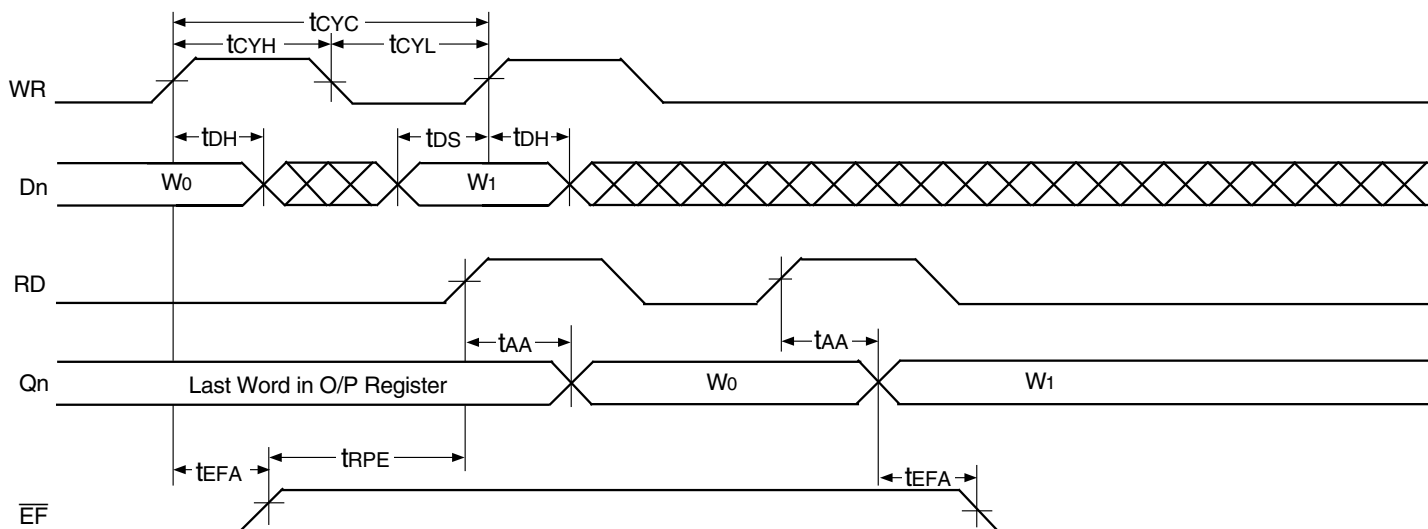 tCYC
tCYH tCYL
WR
tDH tDS tDH
Dn W0 W1
RD
tAA tAA
Qn Last Word in O/P Register W0 W1
tEFA tRPE tEFA
E̅F̅